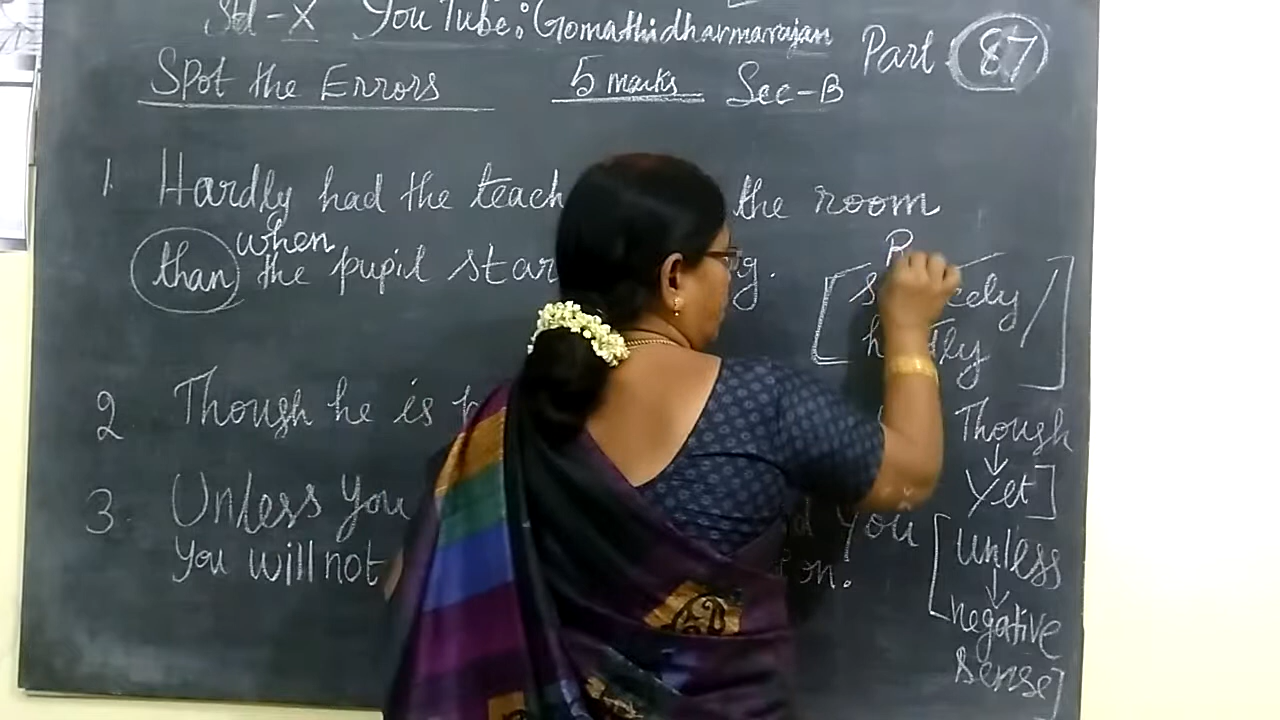 Std - X YouTube: Gomathidharmarajan
Part 87
Spot the Errors 5 marks Sec-B
1. Hardly had the teach the room
when
than the pupil star g.
R
[scarcely /
hardly]
2 Though he is
Though
↓
Yet]
3. Unless you you
you will not on.
[unless
↓
negative
sense]